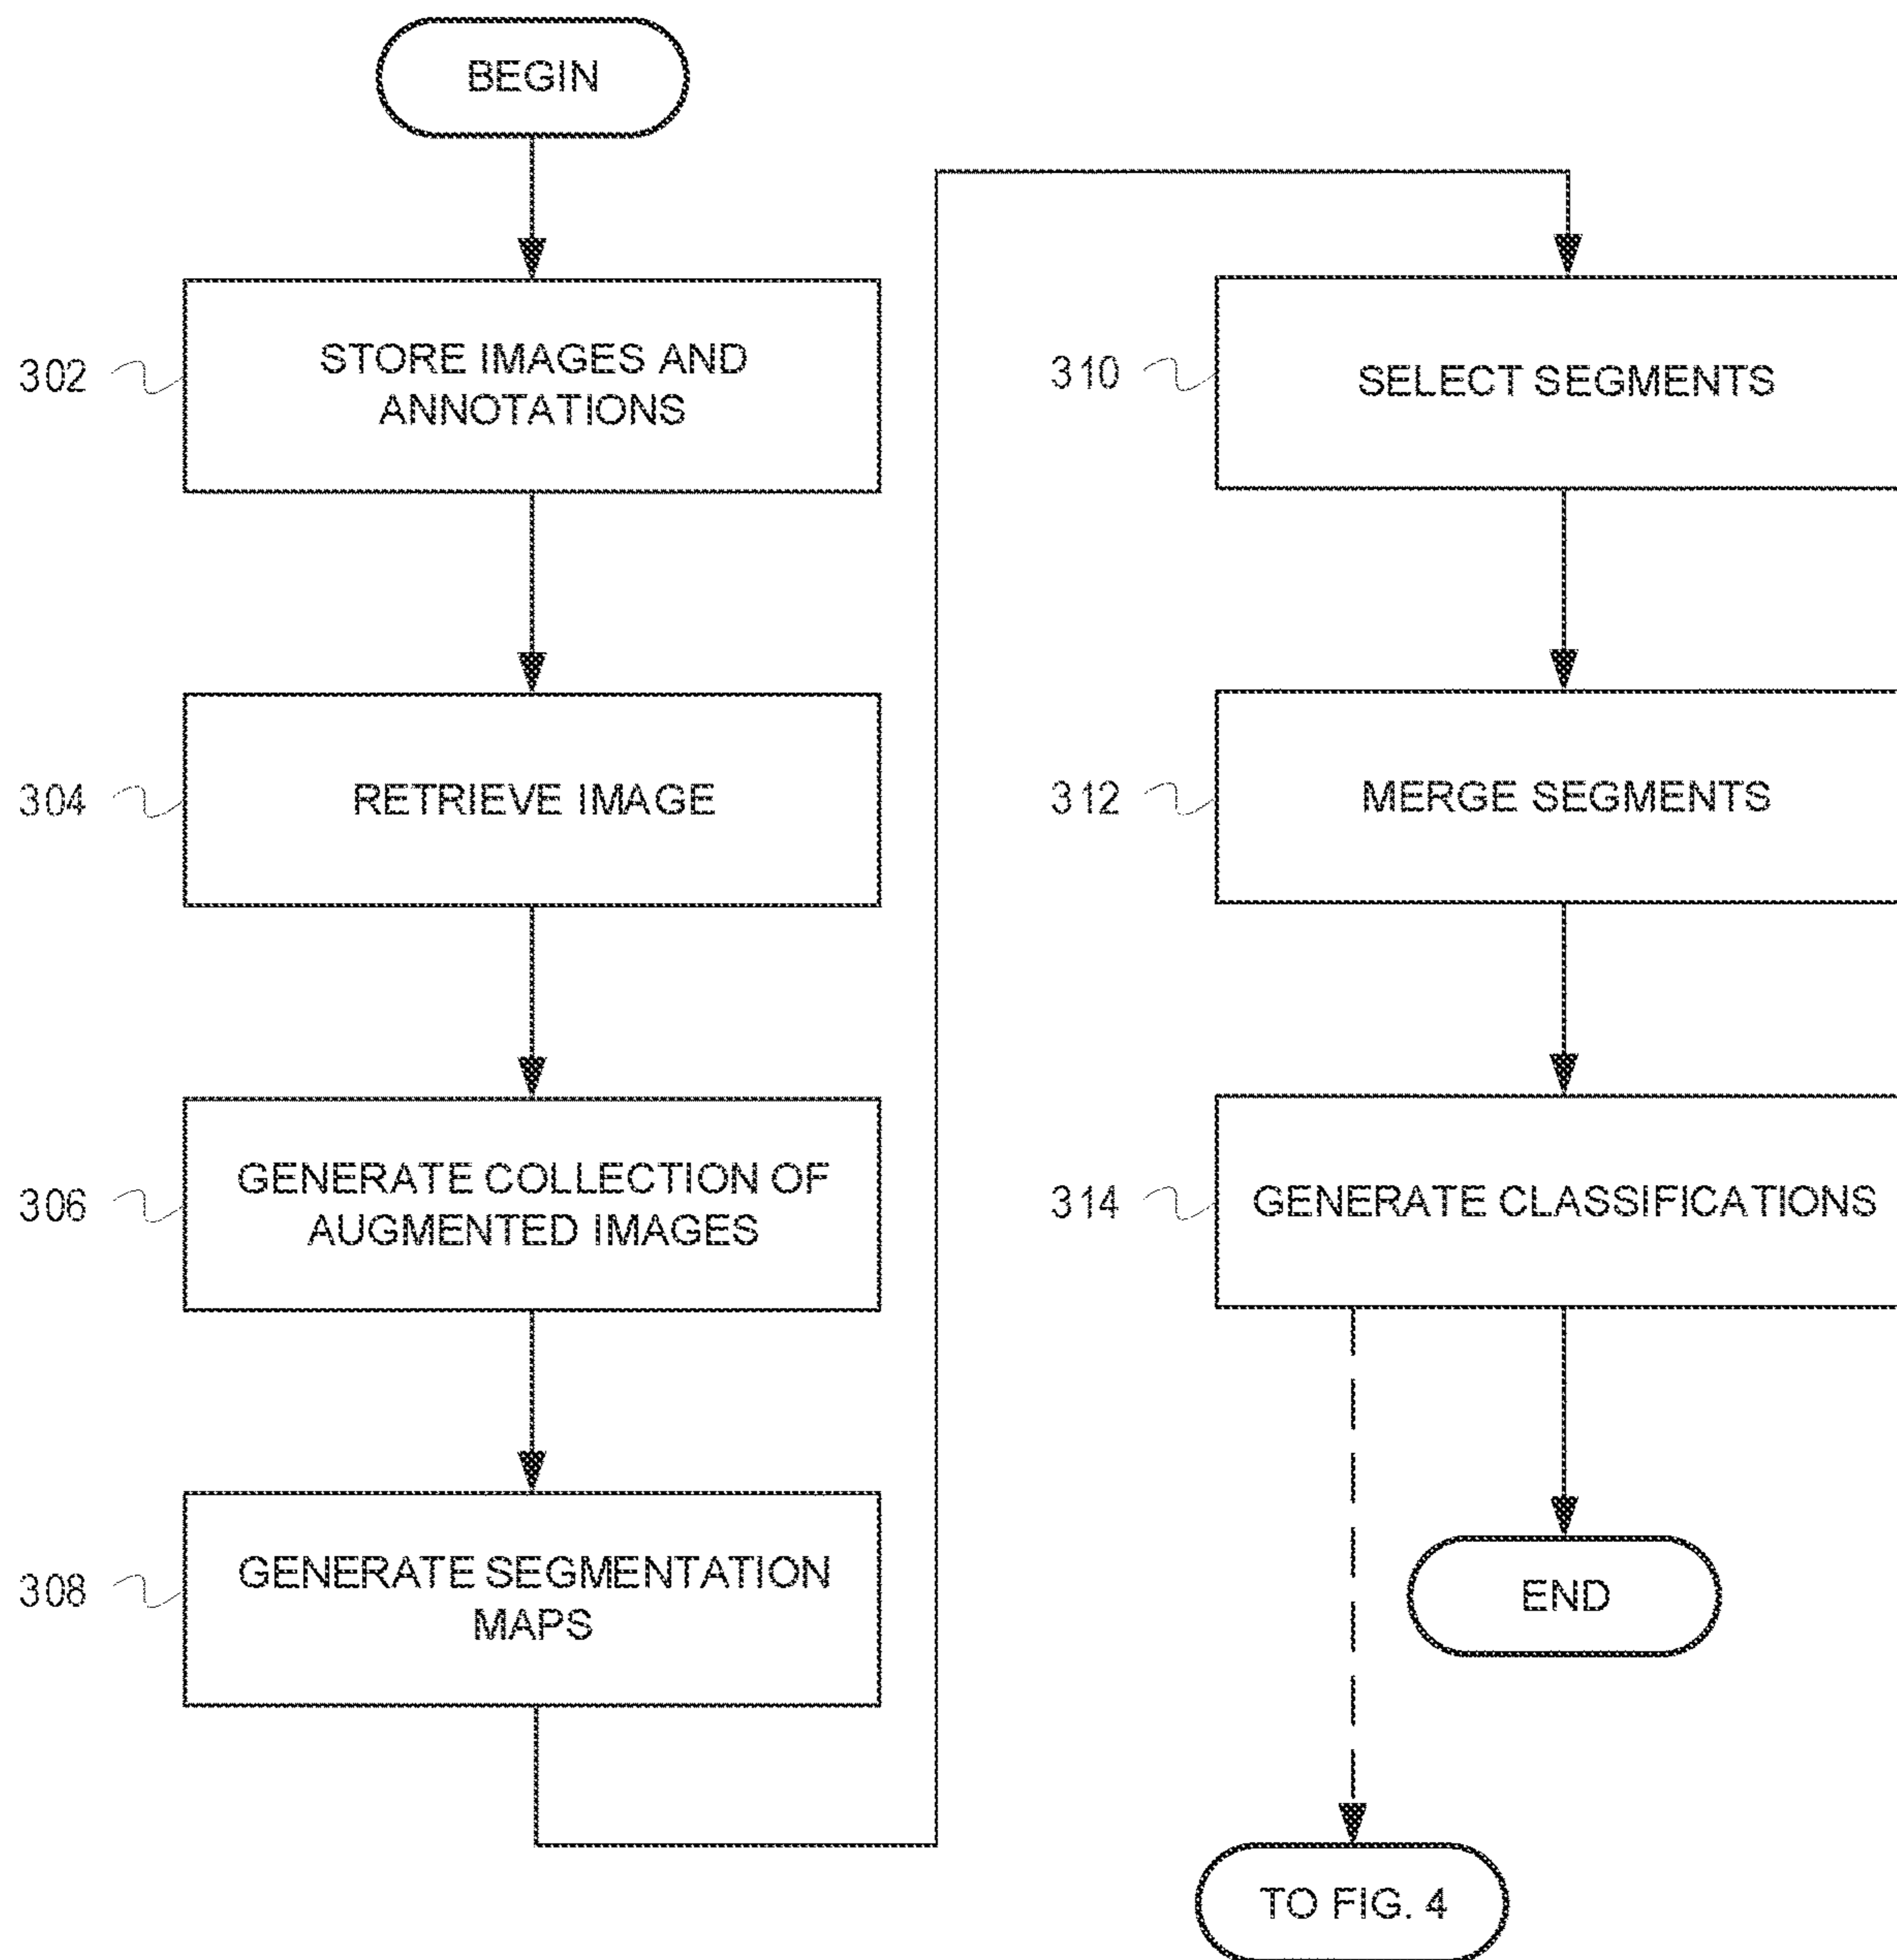 BEGIN
302
STORE IMAGES AND
ANNOTATIONS
304
RETRIEVE IMAGE
306
GENERATE COLLECTION OF
AUGMENTED IMAGES
308
GENERATE SEGMENTATION
MAPS
310
SELECT SEGMENTS
312
MERGE SEGMENTS
314
GENERATE CLASSIFICATIONS
END
TO FIG. 4